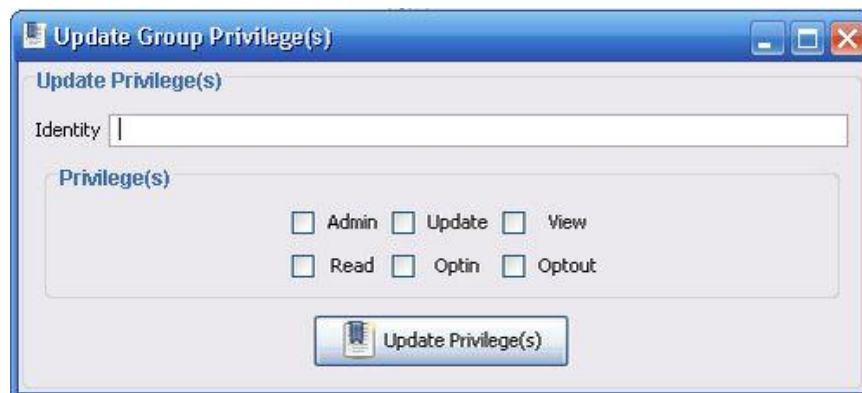 Update Group Privilege(s)
Update Privilege(s)
Identity
Privilege(s)
Admin Update View
Read Optin Optout
Update Privilege(s)